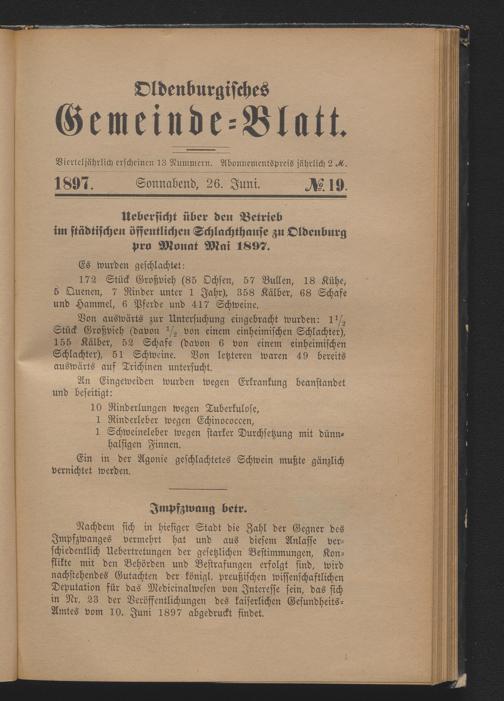 Oldenburgisches
Gemeinde-Blatt.
Vierteljährlich erscheinen 13 Nummern. Abonnementspreis jährlich 2 ℳ.
1897. Sonnabend, 26. Juni. №. 19.
Uebersicht über den Betrieb
im städtischen öffentlichen Schlachthause zu Oldenburg
pro Monat Mai 1897.
Es wurden geschlachtet:
172 Stück Großvieh (85 Ochsen, 57 Bullen, 18 Kühe,
5 Quenen, 7 Rinder unter 1 Jahr), 358 Kälber, 68 Schafe
und Hammel, 6 Pferde und 417 Schweine.
Von auswärts zur Untersuchung eingebracht wurden: 1 1/2
Stück Großvieh (davon 1/2 von einem einheimischen Schlachter),
155 Kälber, 52 Schafe (davon 6 von einem einheimischen
Schlachter), 51 Schweine. Von letzteren waren 49 bereits
auswärts auf Trichinen untersucht.
An Eingeweiden wurden wegen Erkrankung beanstandet
und beseitigt:
10 Rinderlungen wegen Tuberkulose,
1 Rinderleber wegen Echinococcen,
1 Schweineleber wegen starker Durchsetzung mit dünn-
halsigen Finnen.
Ein in der Agonie geschlachtetes Schwein mußte gänzlich
vernichtet werden.
Impfzwang betr.
Nachdem sich in hiesiger Stadt die Zahl der Gegner des
Impfzwanges vermehrt hat und aus diesem Anlasse ver-
schiedentlich Uebertretungen der gesetzlichen Bestimmungen, Kon-
flikte mit den Behörden und Bestrafungen erfolgt sind, wird
nachstehendes Gutachten der königl. preußischen wissenschaftlichen
Deputation für das Medicinalwesen von Interesse sein, das sich
in Nr. 23 der Veröffentlichungen des kaiserlichen Gesundheits-
Amtes vom 10. Juni 1897 abgedruckt findet.